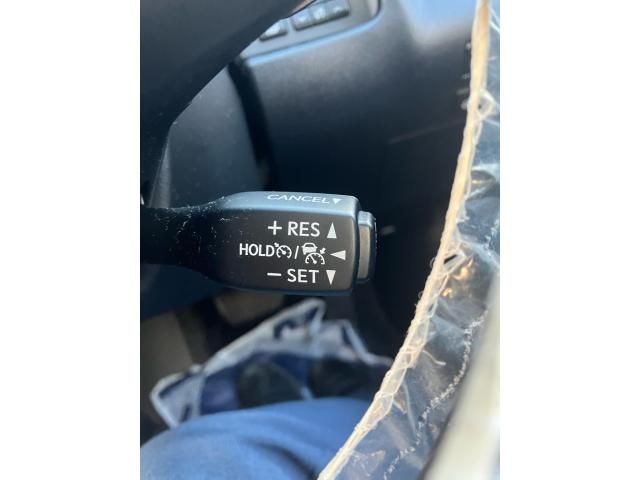 CANCEL▼
+ RES ▲
HOLD / ◀
− SET ▼